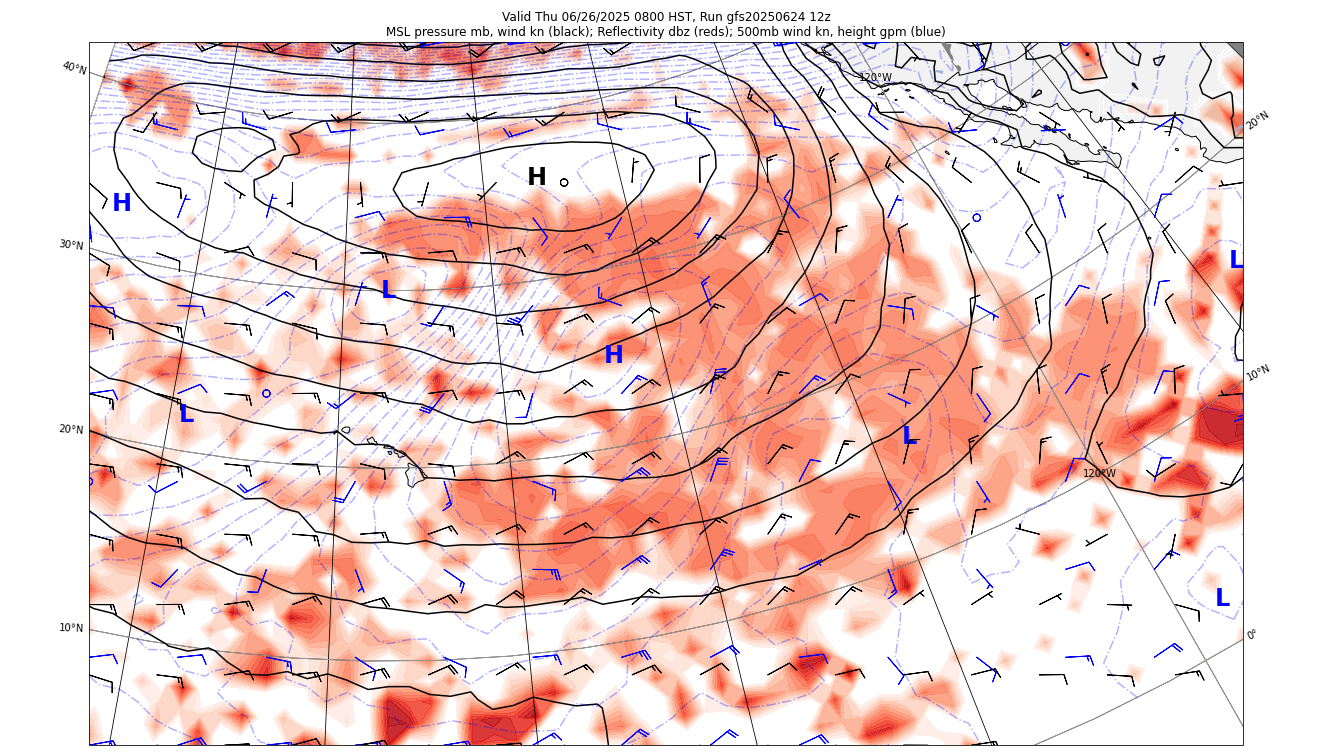 Valid Thu 06/26/2025 0800 HST, Run gfs20250624 12z
MSL pressure mb, wind kn (black); Reflectivity dbz (reds); 500mb wind kn, height gpm (blue)
40°N
120°W
20°N
H
H
30°N
L
L
H
10°N
L
20°N
L
120°W
L
10°N
0°